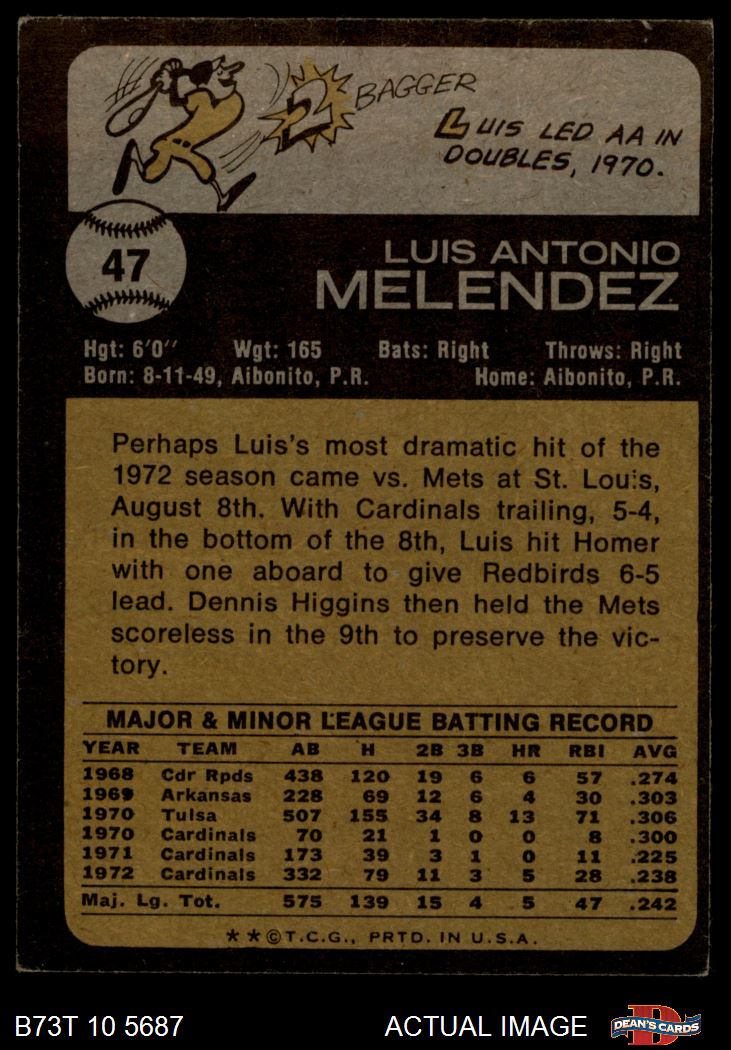 2 BAGGER
LUIS LED AA IN
DOUBLES, 1970.
47
LUIS ANTONIO
MELENDEZ
Hgt: 6'0" Wgt: 165 Bats: Right Throws: Right
Born: 8-11-49, Aibonito, P.R. Home: Aibonito, P.R.
Perhaps Luis's most dramatic hit of the
1972 season came vs. Mets at St. Louis,
August 8th. With Cardinals trailing, 5-4,
in the bottom of the 8th, Luis hit Homer
with one aboard to give Redbirds 6-5
lead. Dennis Higgins then held the Mets
scoreless in the 9th to preserve the vic-
tory.
MAJOR & MINOR LEAGUE BATTING RECORD
YEAR TEAM AB H 2B 3B HR RBI AVG
1968 Cdr Rpds 438 120 19 6 6 57 .274
1969 Arkansas 228 69 12 6 4 30 .303
1970 Tulsa 507 155 34 8 13 71 .306
1970 Cardinals 70 21 1 0 0 8 .300
1971 Cardinals 173 39 3 1 0 11 .225
1972 Cardinals 332 79 11 3 5 28 .238
Maj. Lg. Tot. 575 139 15 4 5 47 .242
**©T.C.G., PRTD. IN U.S.A.
B73T 10 5687 ACTUAL IMAGE D DEAN'S CARDS